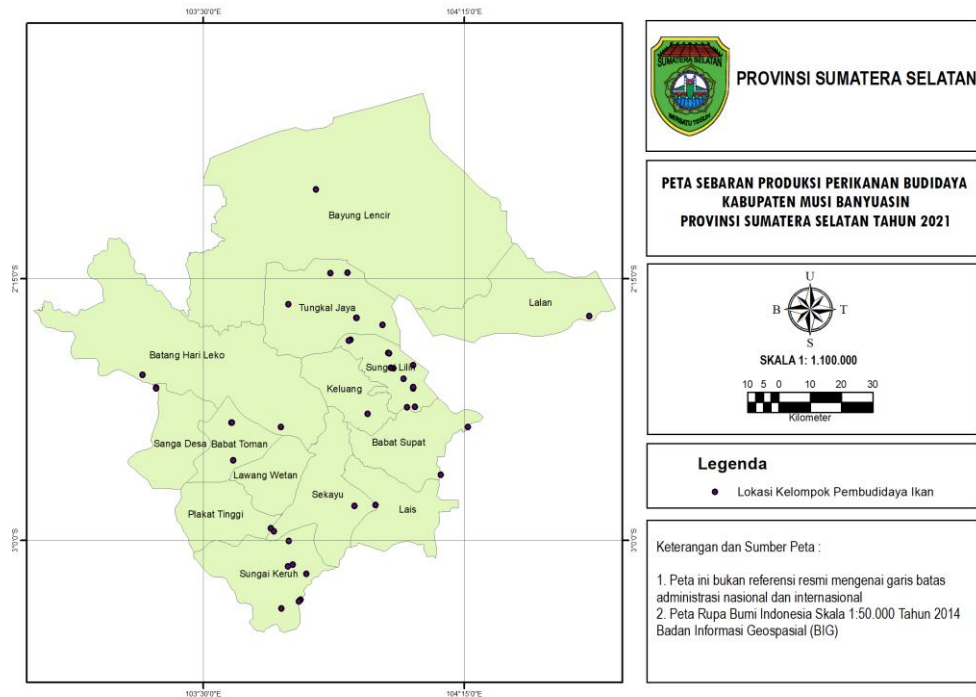 103°30'0"E
104°15'0"E
2°15'0"S
2°15'0"S
3°0'0"S
3°0'0"S
103°30'0"E
104°15'0"E
Bayung Lencir
Lalan
Tungkal Jaya
Batang Hari Leko
Sungai Lilin
Keluang
Sanga Desa
Babat Toman
Babat Supat
Lawang Wetan
Sekayu
Lais
Plakat Tinggi
Sungai Keruh
SUMATERA SELATAN
BERSATU TEGUH
PROVINSI SUMATERA SELATAN
PETA SEBARAN PRODUKSI PERIKANAN BUDIDAYA
KABUPATEN MUSI BANYUASIN
PROVINSI SUMATERA SELATAN TAHUN 2021
U
B
T
S
SKALA 1: 1.100.000
10 5 0 10 20 30
Kilometer
Legenda
Lokasi Kelompok Pembudidaya Ikan
Keterangan dan Sumber Peta :
1. Peta ini bukan referensi resmi mengenai garis batas
administrasi nasional dan internasional
2. Peta Rupa Bumi Indonesia Skala 1:50.000 Tahun 2014
Badan Informasi Geospasial (BIG)